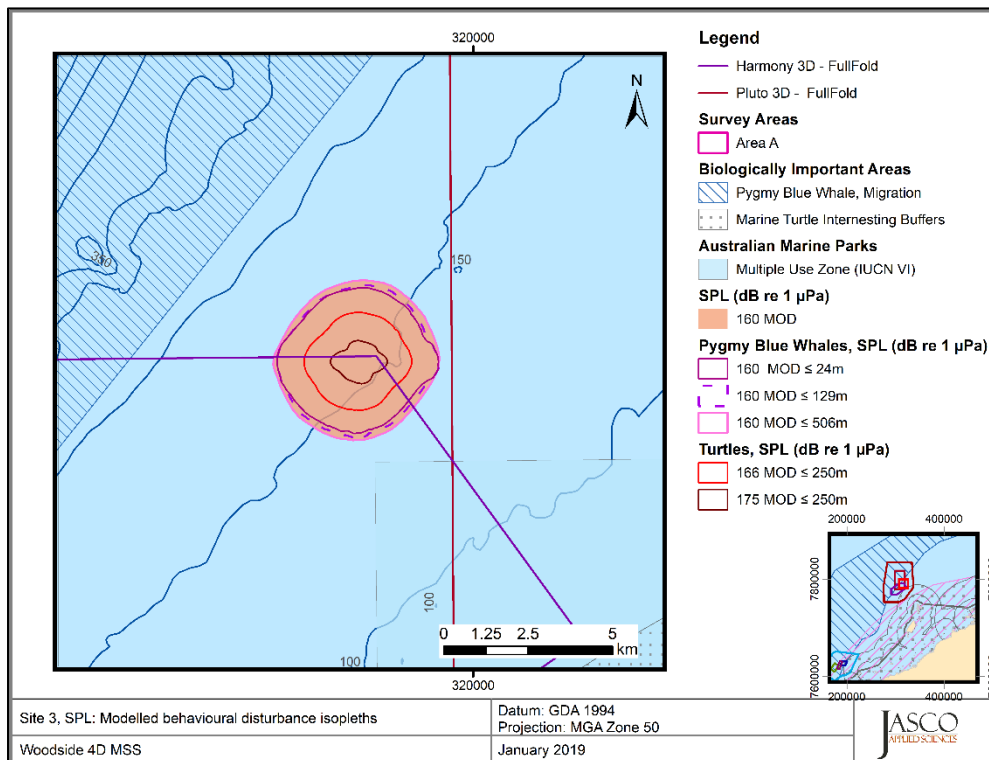 320000
N
350
150
100
100
0 1.25 2.5 5
km
320000
Legend
Harmony 3D - FullFold
Pluto 3D - FullFold
Survey Areas
Area A
Biologically Important Areas
Pygmy Blue Whale, Migration
Marine Turtle Internesting Buffers
Australian Marine Parks
Multiple Use Zone (IUCN VI)
SPL (dB re 1 µPa)
160 MOD
Pygmy Blue Whales, SPL (dB re 1 µPa)
160 MOD ≤ 24m
160 MOD ≤ 129m
160 MOD ≤ 506m
Turtles, SPL (dB re 1 µPa)
166 MOD ≤ 250m
175 MOD ≤ 250m
200000 400000
7800000
7600000
200000 400000
Site 3, SPL: Modelled behavioural disturbance isopleths
Woodside 4D MSS
Datum: GDA 1994
Projection: MGA Zone 50
January 2019
JASCO
APPLIED SCIENCES